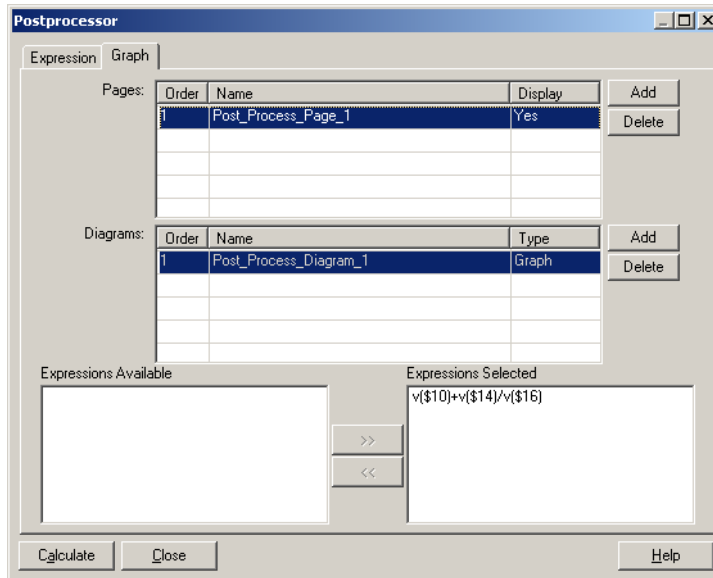 Postprocessor
Expression Graph
Pages:
Order Name Display
1 Post_Process_Page_1 Yes
Add
Delete
Diagrams:
Order Name Type
1 Post_Process_Diagram_1 Graph
Add
Delete
Expressions Available
Expressions Selected
v($10)+v($14)/v($16)
>>
<<
Calculate Close Help